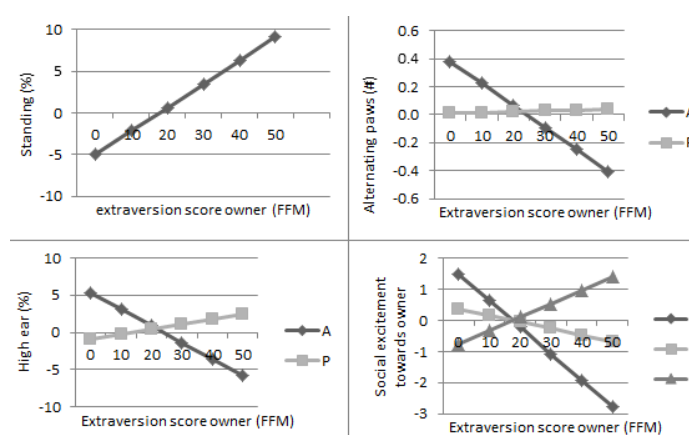 10
5
0
-5
-10
Standing (%)
0 10 20 30 40 50
extraversion score owner (FFM)
0.6
0.4
0.2
0.0
-0.2
-0.4
-0.6
Alternating paws (#)
0 10 20 30 40 50
Extraversion score owner (FFM)
10
5
0
-5
-10
High ear (%)
0 10 20 30 40 50
Extraversion score owner (FFM)
A
P
2
1
0
-1
-2
-3
Social excitement
towards owner
0 10 20 30 40 50
Extraversion score owner (FFM)